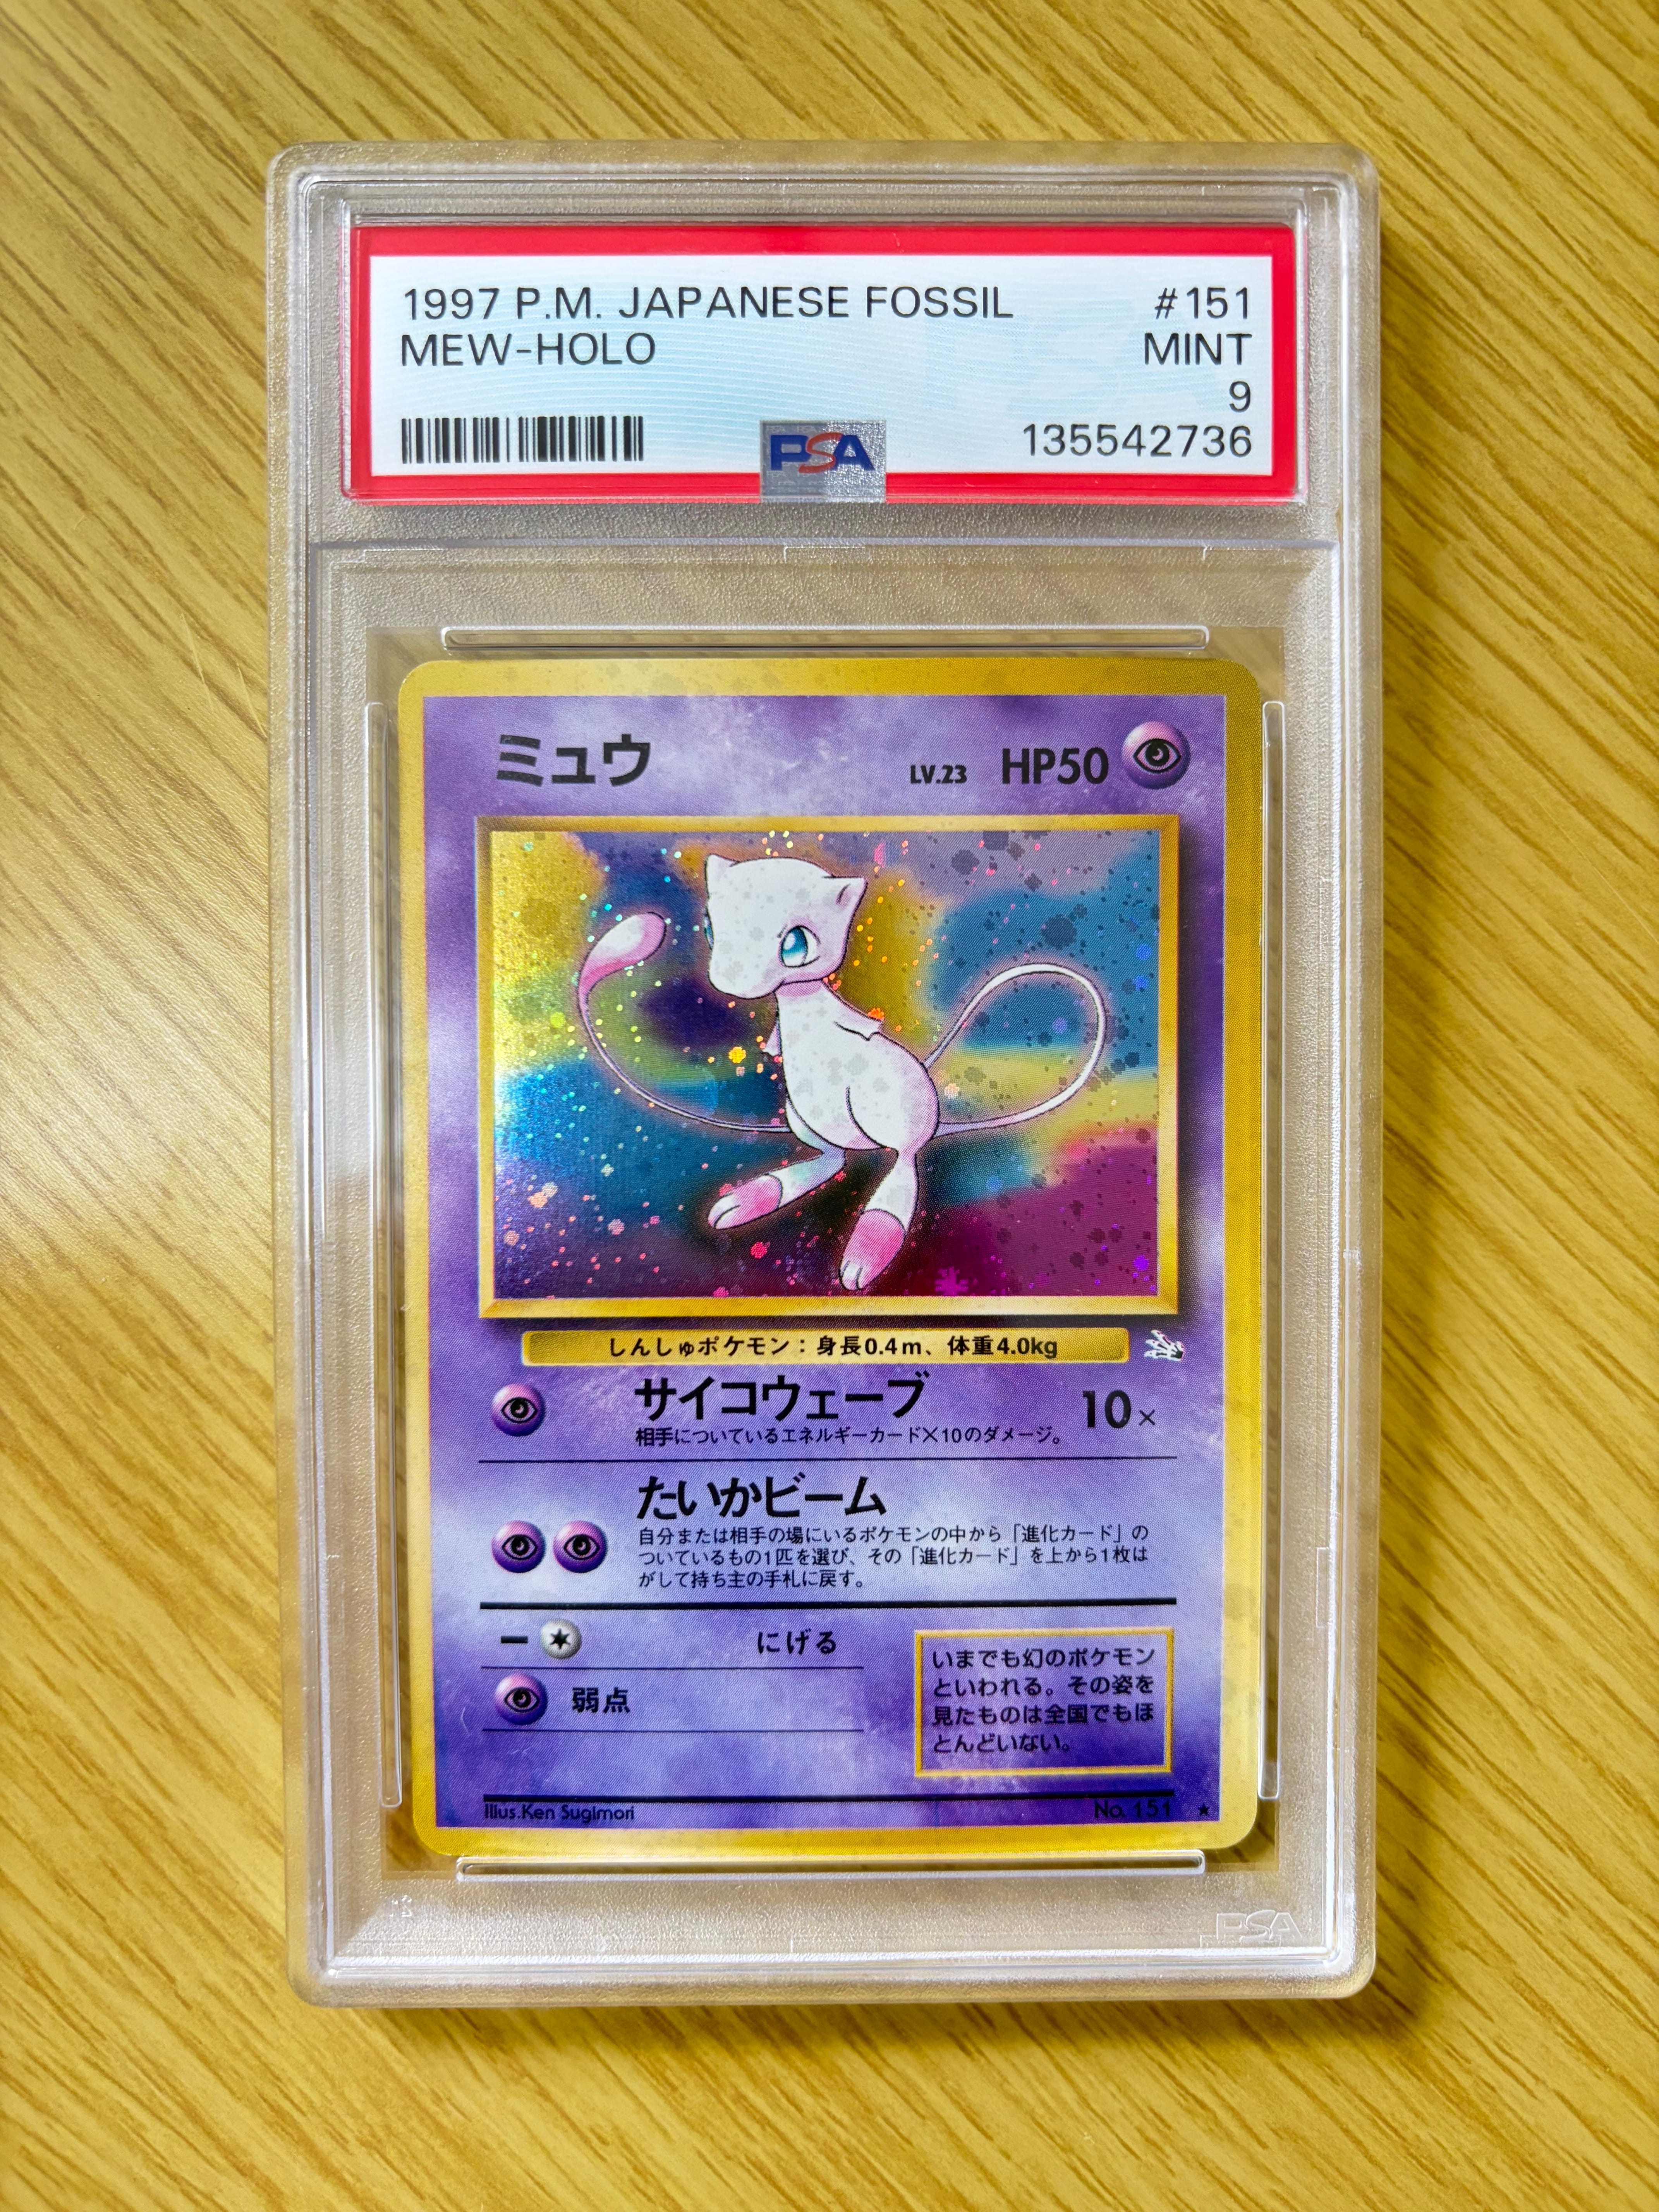 1997 P.M. JAPANESE FOSSIL #151
MEW-HOLO MINT
9
PSA 135542736
ミュウ LV.23 HP50
しんしゅポケモン：身長0.4m、体重4.0kg
サイコウェーブ 10×
相手についているエネルギーカード×10のダメージ。
たいかビーム
自分または相手の場にいるポケモンの中から「進化カード」の
ついているもの1匹を選び、その「進化カード」を上から1枚は
がして持ち主の手札に戻す。
ー にげる
弱点
いまでも幻のポケモン
といわれる。その姿を
見たものは全国でもほ
とんどいない。
Illus.Ken Sugimori No. 151 ★
PSA